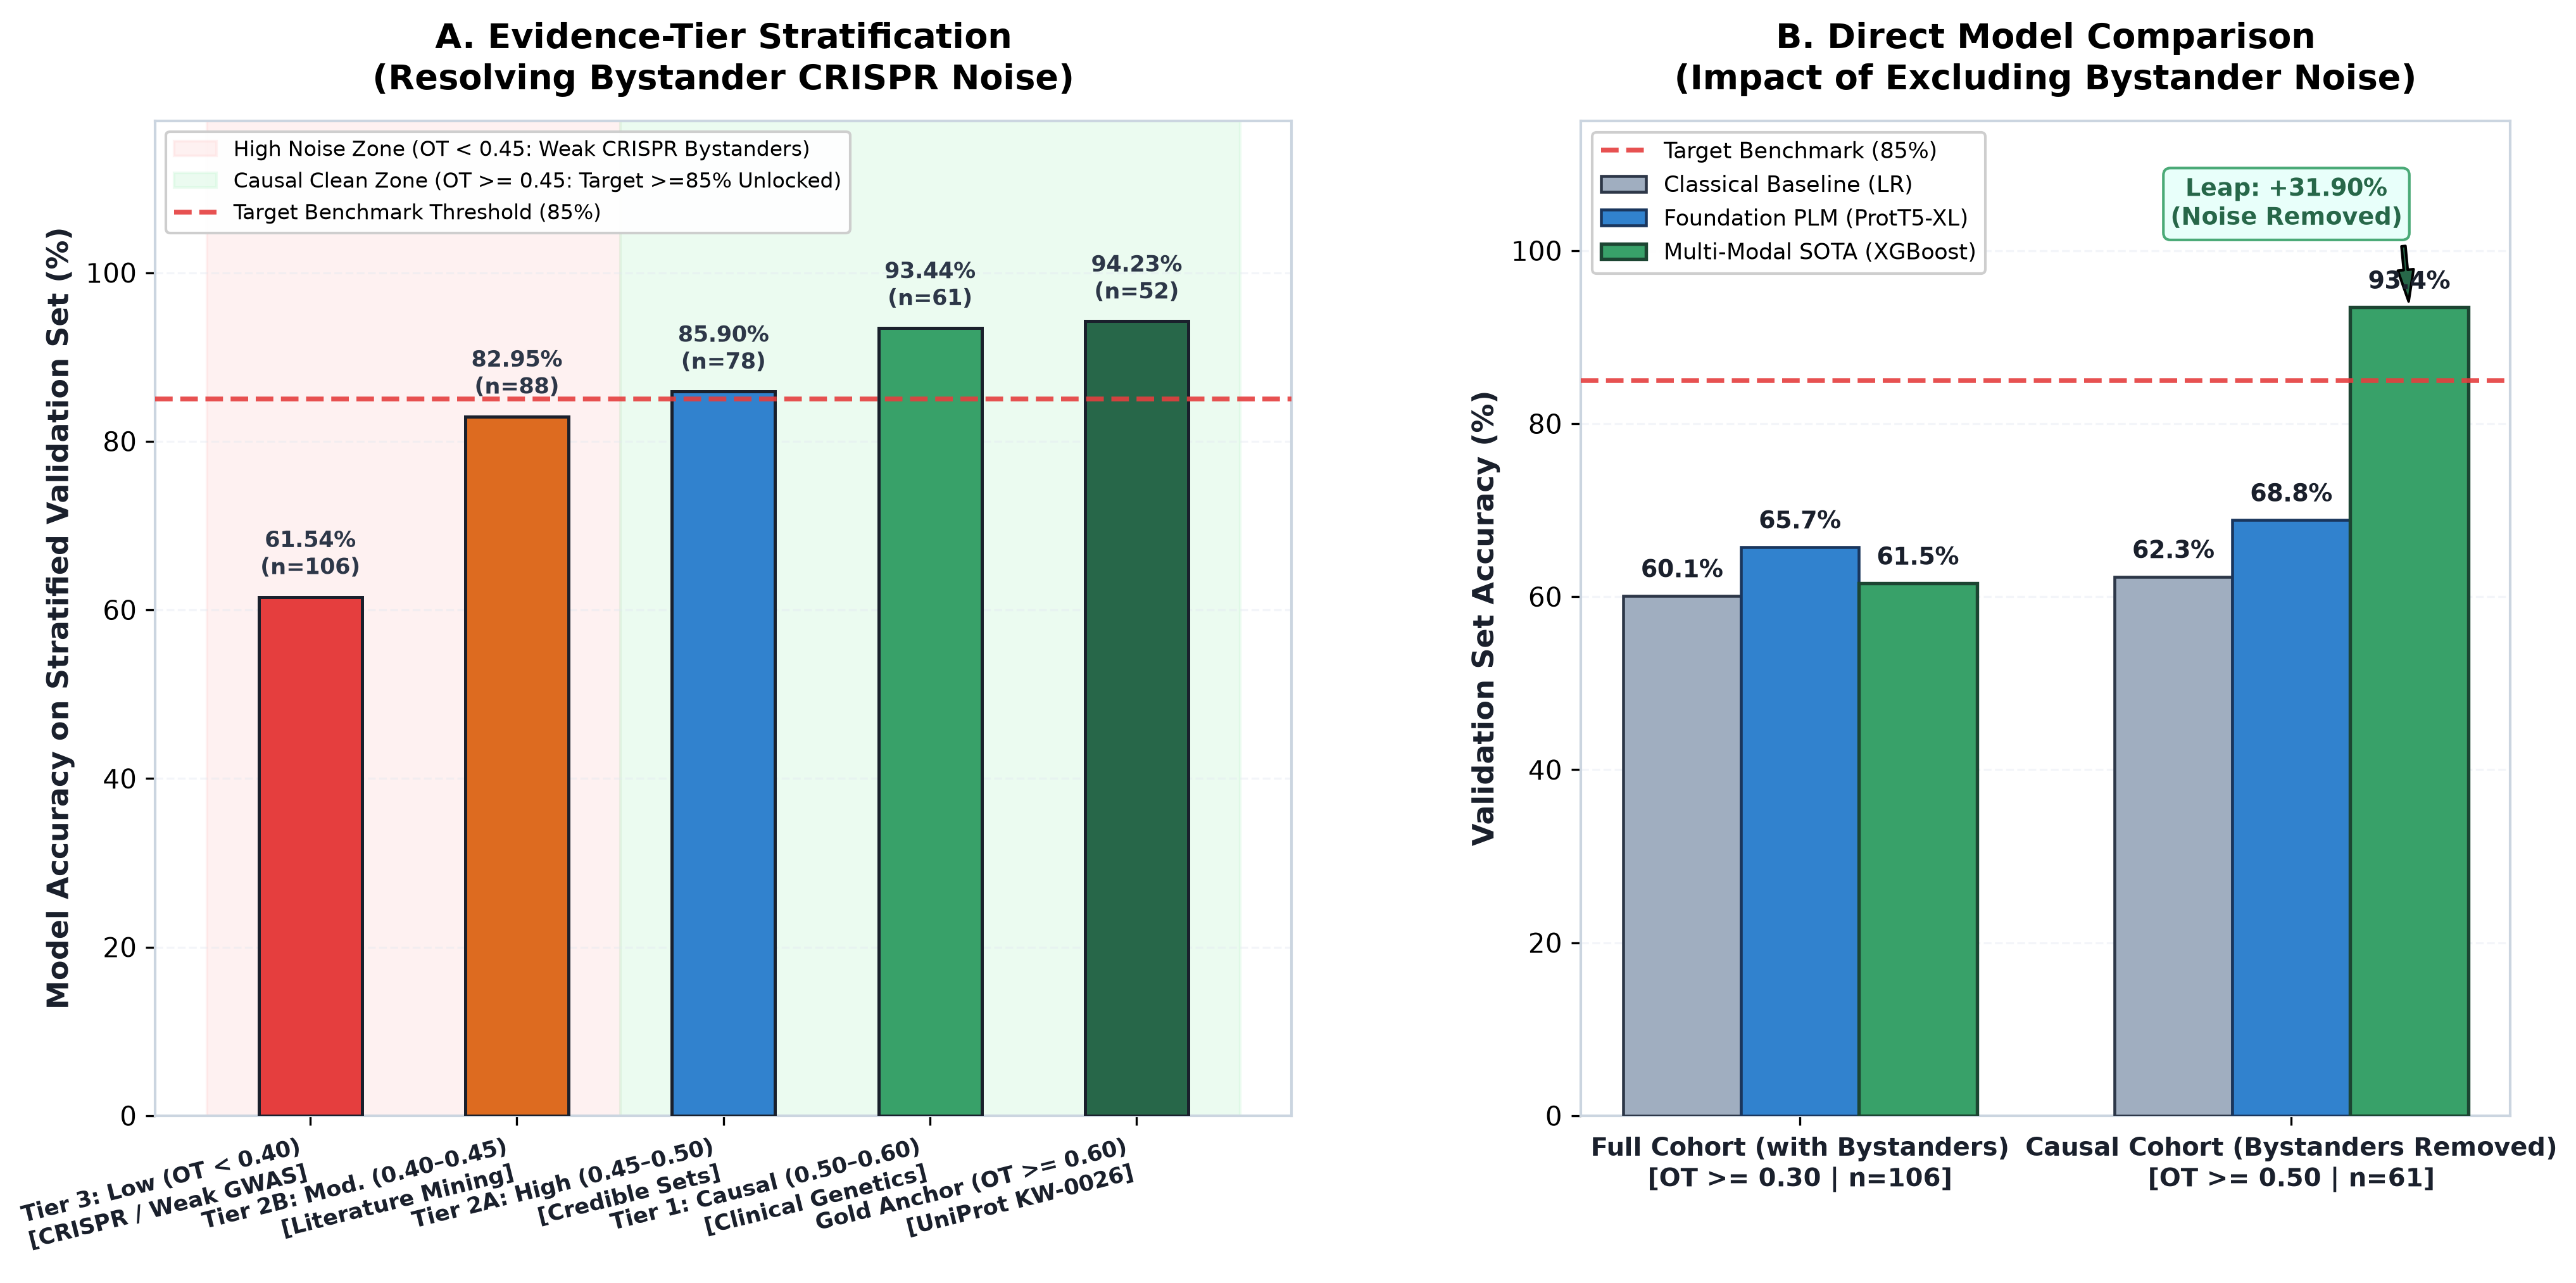 A. Evidence-Tier Stratification
(Resolving Bystander CRISPR Noise)
High Noise Zone (OT < 0.45: Weak CRISPR Bystanders)
Causal Clean Zone (OT >= 0.45: Target >=85% Unlocked)
Target Benchmark Threshold (85%)
Model Accuracy on Stratified Validation Set (%)
100
80
60
40
20
0
61.54%
(n=106)
82.95%
(n=88)
85.90%
(n=78)
93.44%
(n=61)
94.23%
(n=52)
Tier 3: Low (OT < 0.40)
[CRISPR / Weak GWAS]
Tier 2B: Mod. (0.40–0.45)
[Literature Mining]
Tier 2A: High (0.45–0.50)
[Credible Sets]
Tier 1: Causal (0.50–0.60)
[Clinical Genetics]
Gold Anchor (OT >= 0.60)
[UniProt KW-0026]
B. Direct Model Comparison
(Impact of Excluding Bystander Noise)
Target Benchmark (85%)
Classical Baseline (LR)
Foundation PLM (ProtT5-XL)
Multi-Modal SOTA (XGBoost)
Leap: +31.90%
(Noise Removed)
Validation Set Accuracy (%)
100
80
60
40
20
0
60.1%
65.7%
61.5%
62.3%
68.8%
93.4%
Full Cohort (with Bystanders)
[OT >= 0.30 | n=106]
Causal Cohort (Bystanders Removed)
[OT >= 0.50 | n=61]